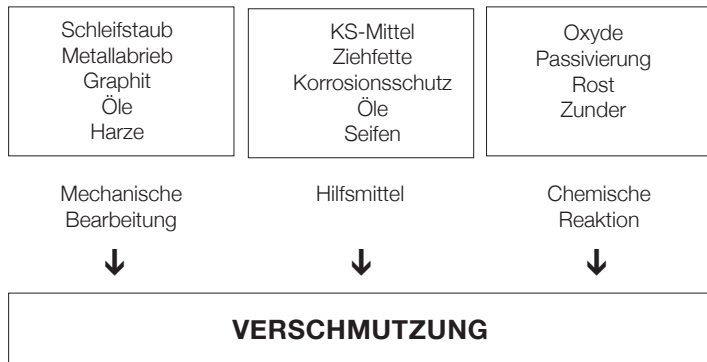 Schleifstaub
Metallabrieb
Graphit
Öle
Harze
KS-Mittel
Ziehfette
Korrosionsschutz
Öle
Seifen
Oxyde
Passivierung
Rost
Zunder
Mechanische
Bearbeitung
Hilfsmittel
Chemische
Reaktion
VERSCHMUTZUNG